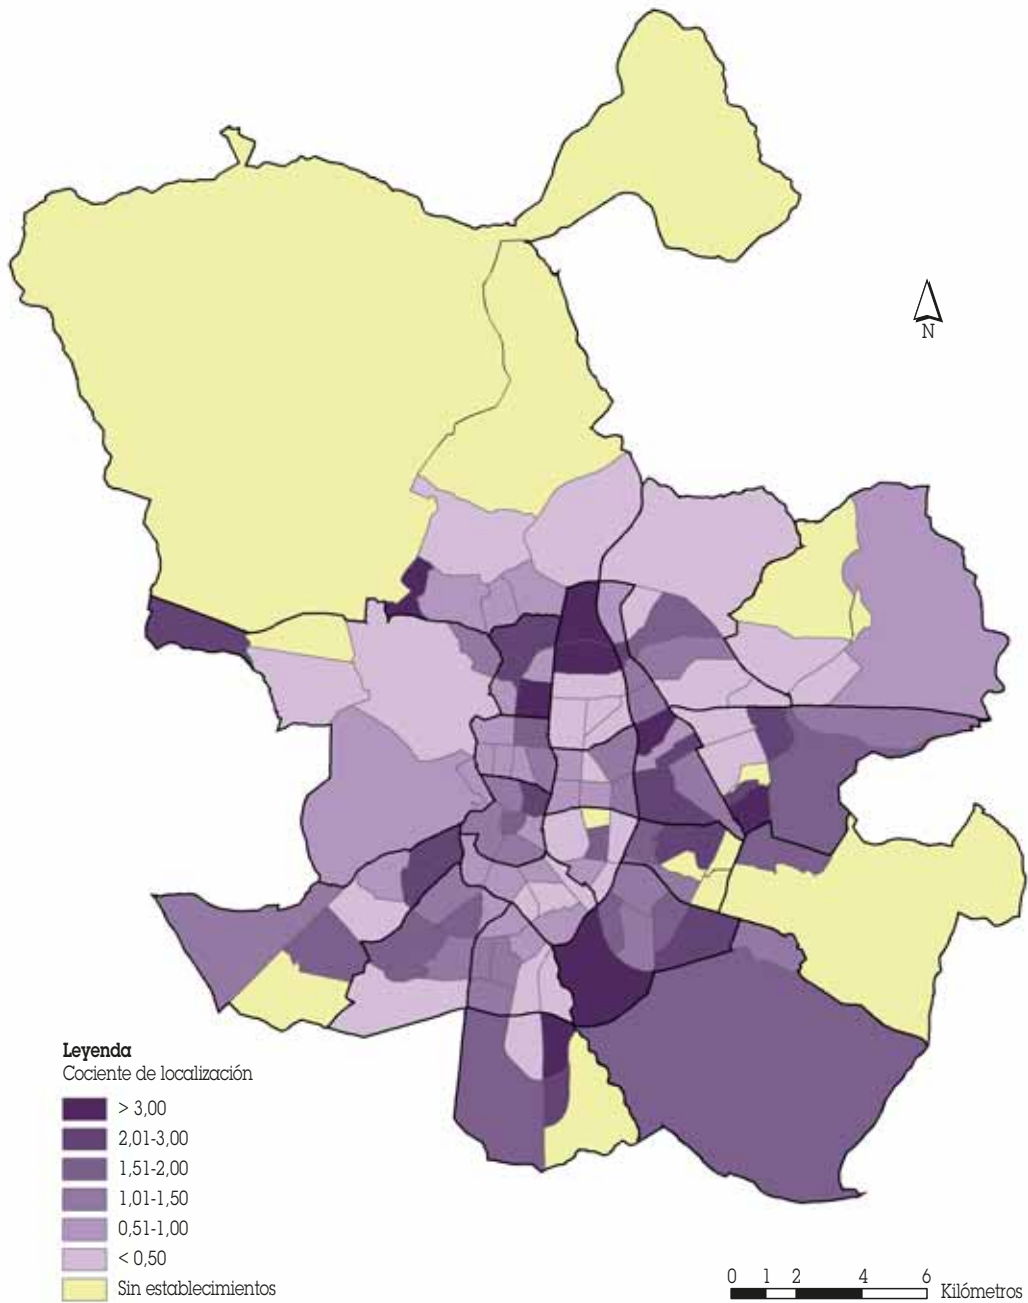 N
Leyenda
Cociente de localización
> 3,00
2,01-3,00
1,51-2,00
1,01-1,50
0,51-1,00
< 0,50
Sin establecimientos
0 1 2 4 6
Kilómetros